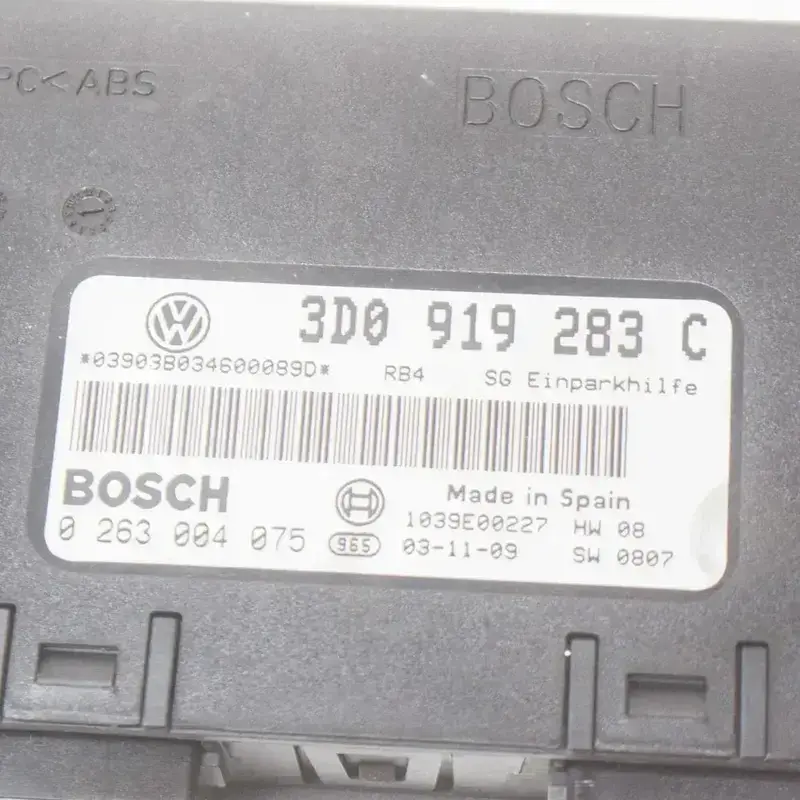 PC<ABS
BOSCH
3D0 919 283 C
*03903B034600089D* RB4 SG Einparkhilfe
BOSCH
Made in Spain
0 263 004 075
965
1039E00227 HW 08
03-11-09 SW 0807